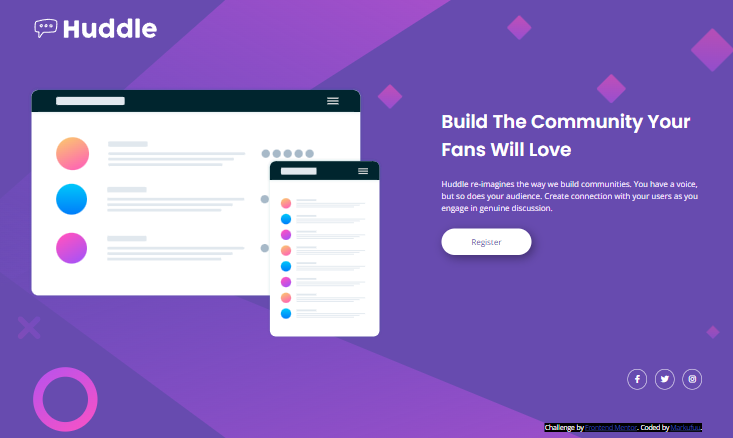 Huddle
Build The Community Your
Fans Will Love
Huddle re-imagines the way we build communities. You have a voice,
but so does your audience. Create connection with your users as you
engage in genuine discussion.
Register
Challenge by Frontend Mentor. Coded by